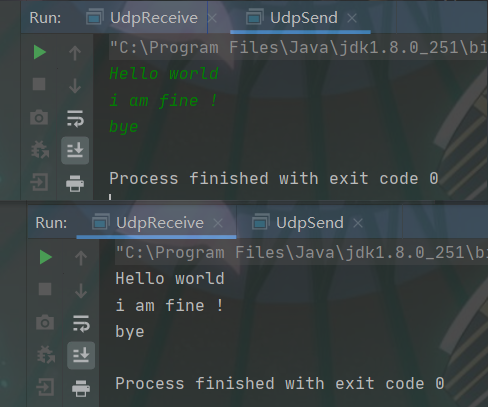 Run: UdpReceive × UdpSend ×
"C:\Program Files\Java\jdk1.8.0_251\bi
Hello world
i am fine !
bye
Process finished with exit code 0
Run: UdpReceive × UdpSend ×
"C:\Program Files\Java\jdk1.8.0_251\bi
Hello world
i am fine !
bye
Process finished with exit code 0